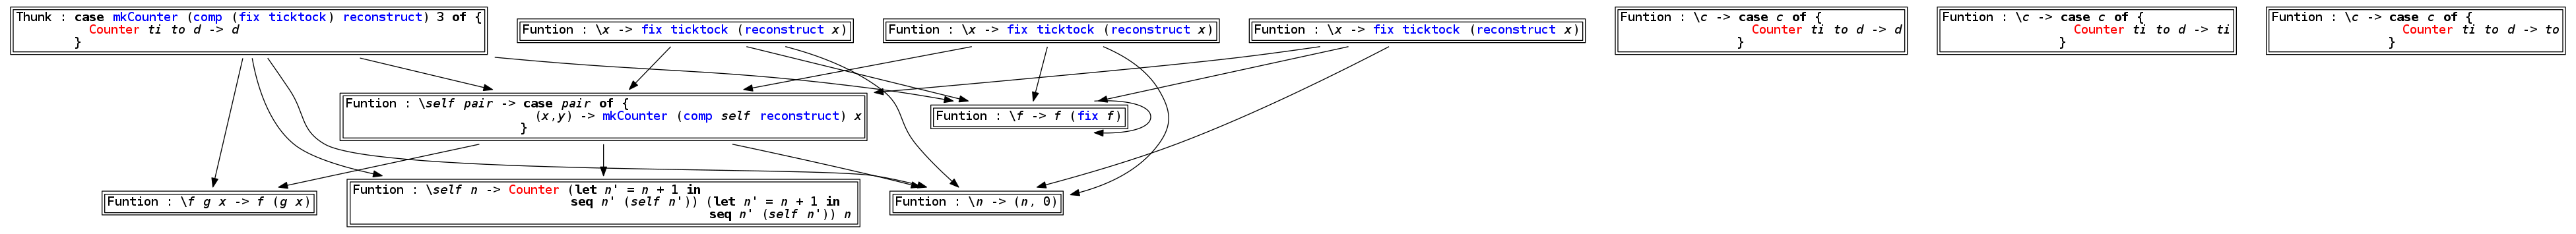 Thunk : case mkCounter (comp (fix ticktock) reconstruct) 3 of {
Counter ti to d -> d
}
Funtion : \x -> fix ticktock (reconstruct x)
Funtion : \x -> fix ticktock (reconstruct x)
Funtion : \x -> fix ticktock (reconstruct x)
Funtion : \c -> case c of {
Counter ti to d -> d
}
Funtion : \c -> case c of {
Counter ti to d -> ti
}
Funtion : \c -> case c of {
Counter ti to d -> to
}
Funtion : \self pair -> case pair of {
(x,y) -> mkCounter (comp self reconstruct) x
}
Funtion : \f -> f (fix f)
Funtion : \f g x -> f (g x)
Funtion : \self n -> Counter (let n' = n + 1 in
seq n' (self n')) (let n' = n + 1 in
seq n' (self n')) n
Funtion : \n -> (n, 0)